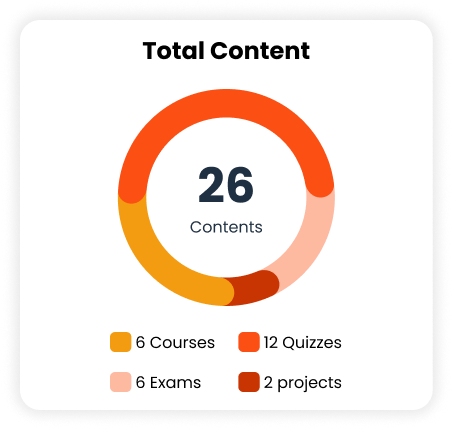 Total Content
26
Contents
6 Courses
12 Quizzes
6 Exams
2 projects